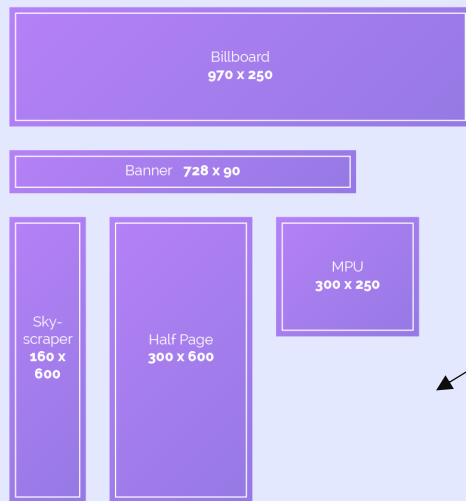 Billboard
970 x 250
Banner 728 x 90
Sky-
scraper
160 x
600
Half Page
300 x 600
MPU
300 x 250